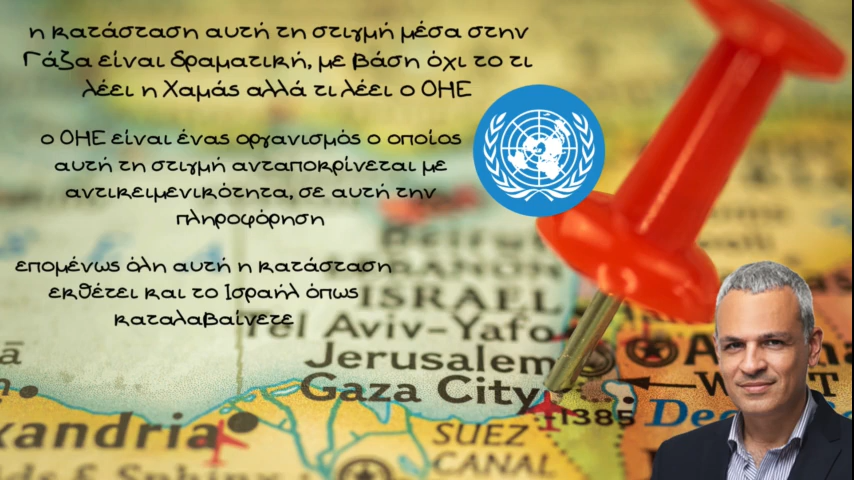 η κατάσταση αυτή τη στιγμή μέσα στην
Γάζα είναι δραματική, με βάση όχι το τι
λέει η Χαμάς αλλά τι λέει ο ΟΗΕ
ο ΟΗΕ είναι ένας οργανισμός ο οποίος
αυτή τη στιγμή ανταποκρίνεται με
αντικειμενικότητα, σε αυτή την
πληροφόρηση
επομένως όλη αυτή η κατάσταση
εκθέτει και το Ισραήλ όπως
καταλαβαίνετε
Beirut
ISRAEL
Tel Aviv-Yafo
Jerusalem
Gaza City
1385
SUEZ
CANAL
xandria